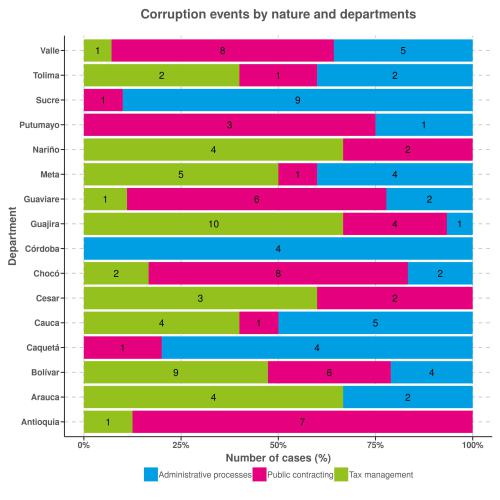 Corruption events by nature and departments
Department
Valle 1 8 5
Tolima 2 1 2
Sucre 1 9
Putumayo 3 1
Nariño 4 2
Meta 5 1 4
Guaviare 1 6 2
Guajira 10 4 1
Córdoba 4
Chocó 2 8 2
Cesar 3 2
Cauca 4 1 5
Caquetá 1 4
Bolívar 9 6 4
Arauca 4 2
Antioquia 1 7
0% 25% 50% 75% 100%
Number of cases (%)
Administrative processes Public contracting Tax management